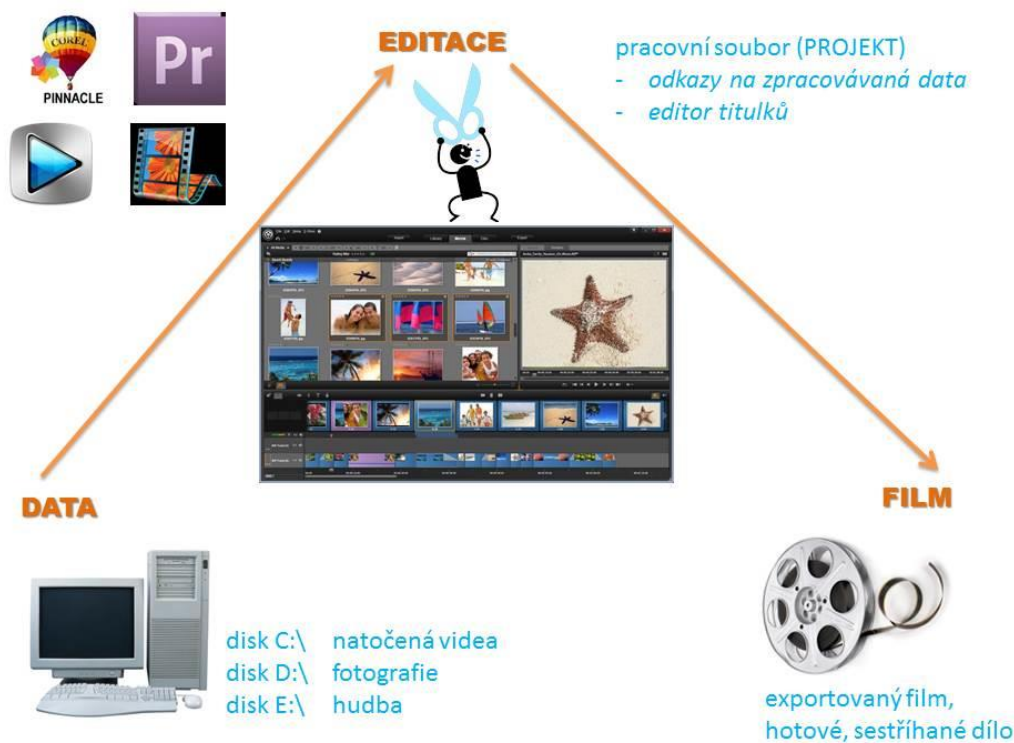 COREL
PINNACLE
Pr
EDITACE
pracovní soubor (PROJEKT)
- odkazy na zpracovávaná data
- editor titulků
DATA
FILM
disk C:\ natočená videa
disk D:\ fotografie
disk E:\ hudba
exportovaný film,
hotové, sestříhané dílo